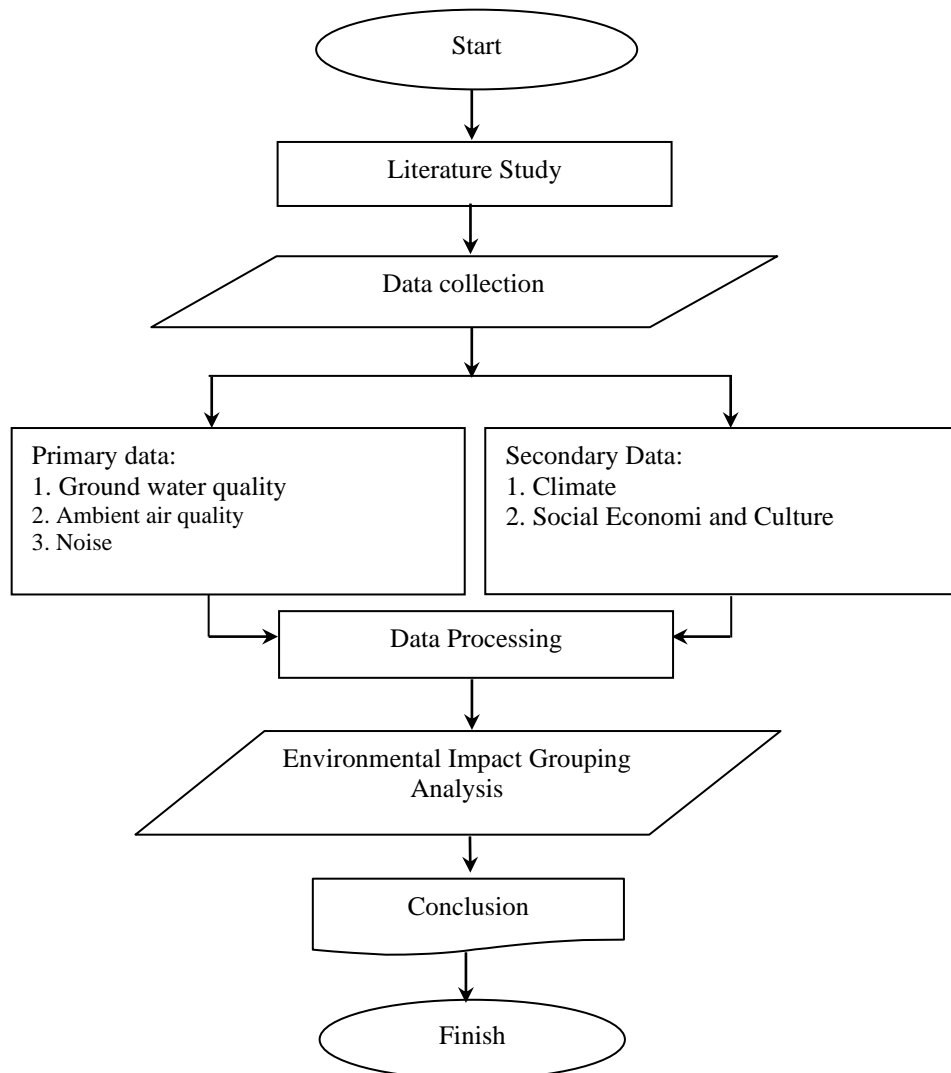 Start
Literature Study
Data collection
Primary data:
1. Ground water quality
2. Ambient air quality
3. Noise
Secondary Data:
1. Climate
2. Social Economi and Culture
Data Processing
Environmental Impact Grouping
Analysis
Conclusion
Finish